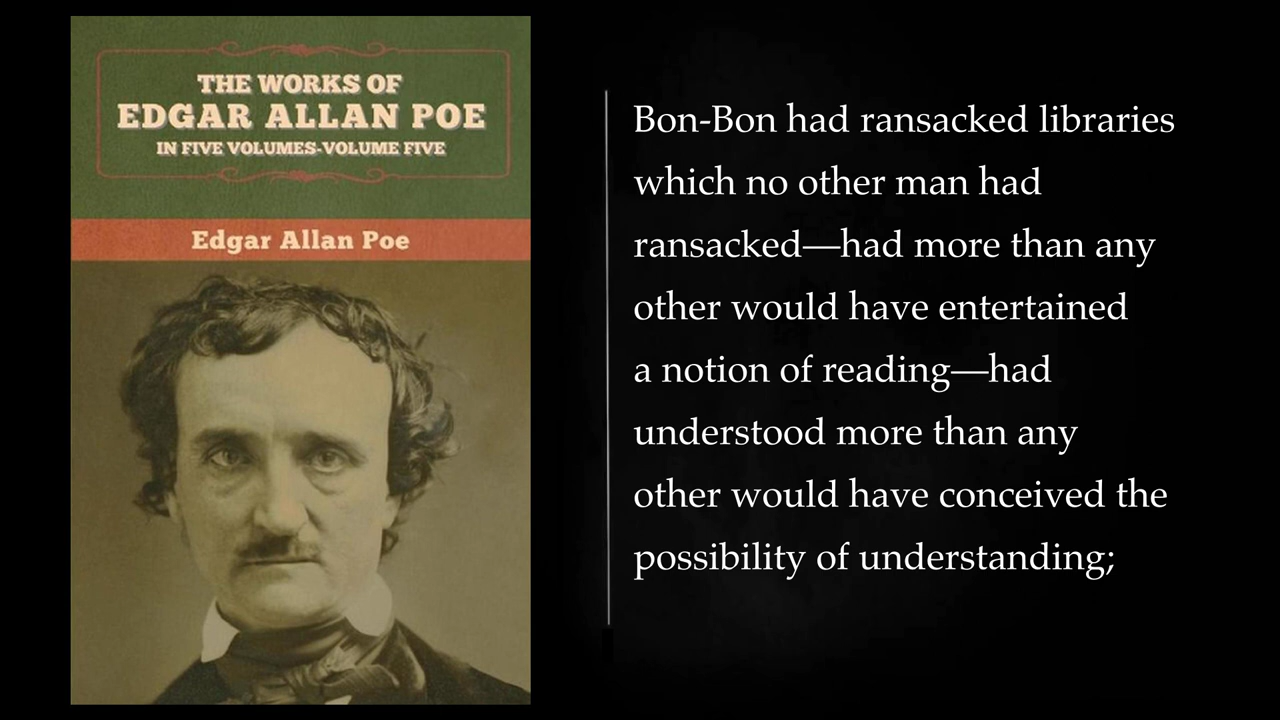 THE WORKS OF
EDGAR ALLAN POE
IN FIVE VOLUMES-VOLUME FIVE
Edgar Allan Poe
Bon-Bon had ransacked libraries
which no other man had
ransacked—had more than any
other would have entertained
a notion of reading—had
understood more than any
other would have conceived the
possibility of understanding;